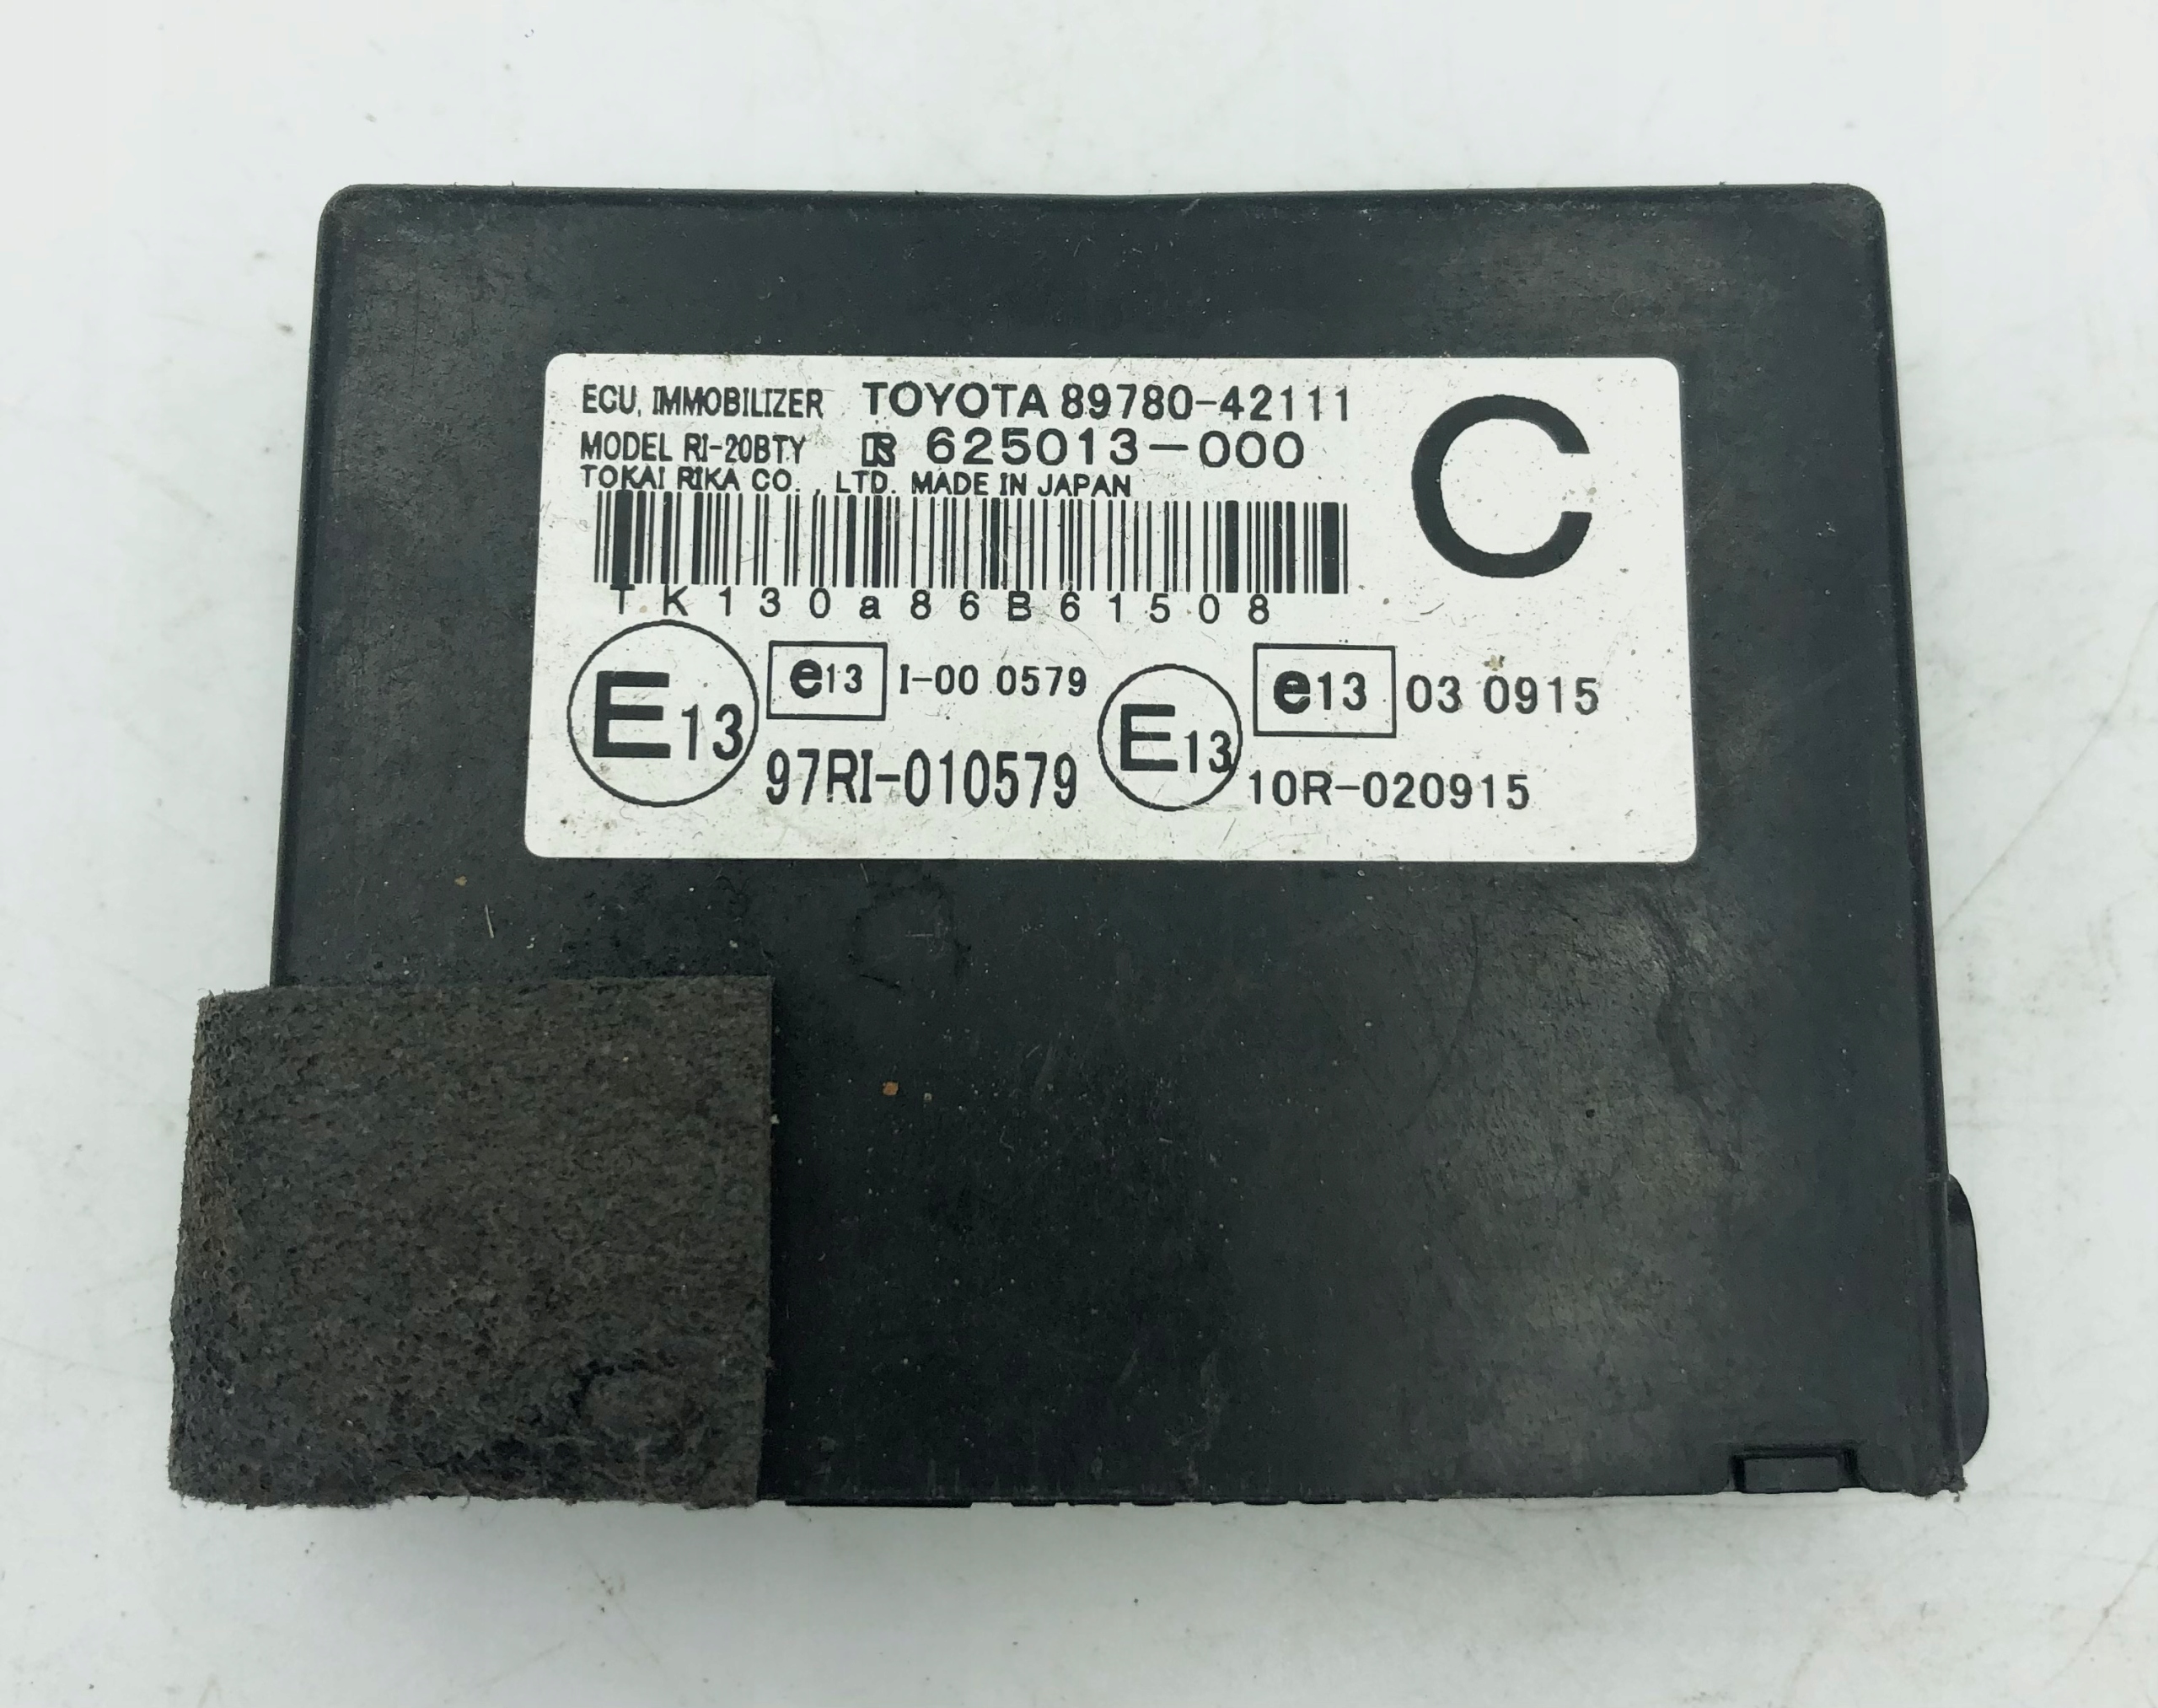 ECU, IMMOBILIZER TOYOTA 89780-42111
MODEL RI-20BTY 625013-000
TOKAI RIKA CO., LTD. MADE IN JAPAN
C
TK130a86B61508
E13 e13 I-00 0579
97RI-010579
E13 e13 03 0915
10R-020915